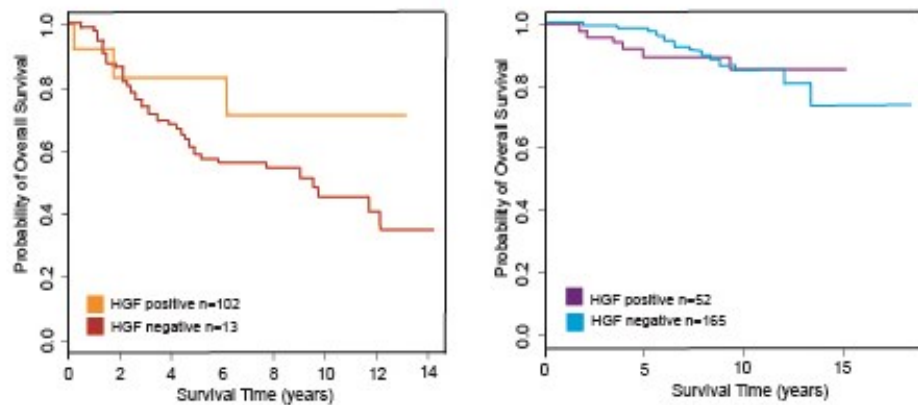 Probability of Overall Survival
1.0
0.8
0.6
0.4
0.2
0.0
HGF positive n=102
HGF negative n=13
0 2 4 6 8 10 12 14
Survival Time (years)
Probability of Overall Survival
1.0
0.8
0.6
0.4
0.2
0.0
HGF positive n=52
HGF negative n=165
0 5 10 15
Survival Time (years)